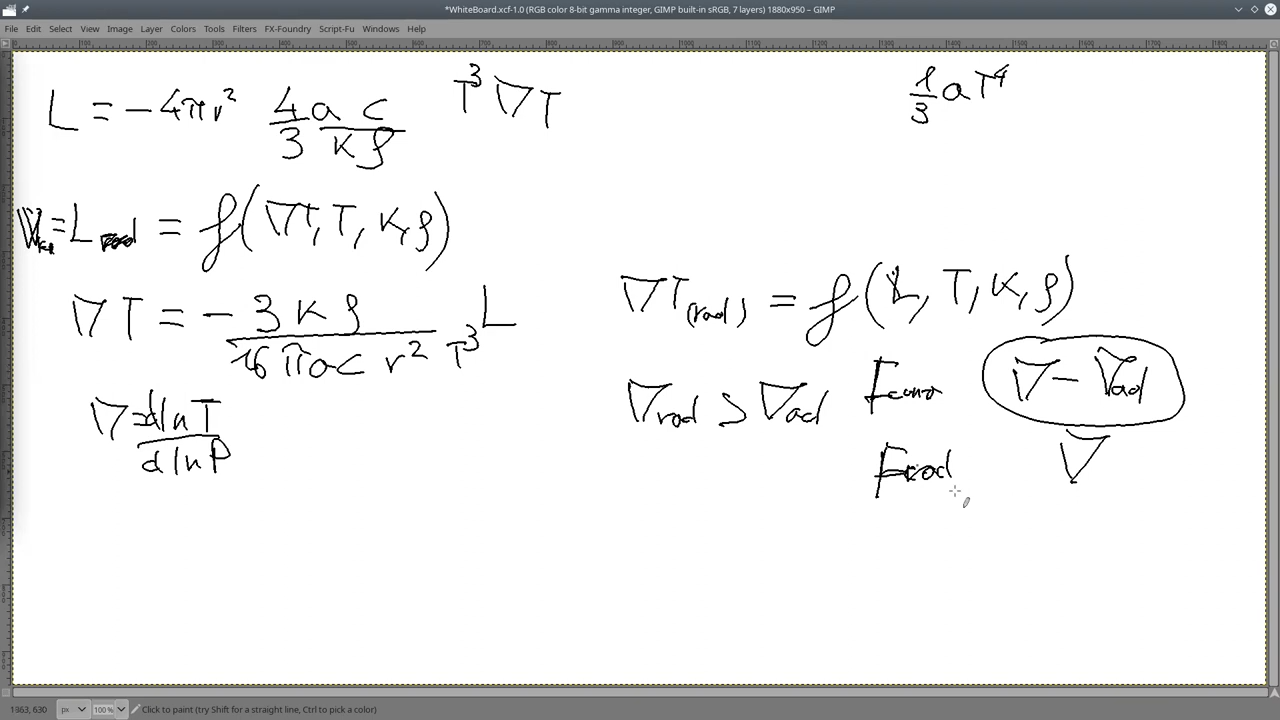 *WhiteBoard.xcf-1.0 (RGB color 8-bit gamma integer, GIMP built-in sRGB, 7 layers) 1880x950 – GIMP
File Edit Select View Image Layer Colors Tools Filters FX-Foundry Script-Fu Windows Help
L = - 4πr² 4ac/3κρ T³ ∇T
1/3 aT⁴
= L rad = f(∇T, T, κ, ρ)
∇T = - 3κρ/16πac r² T³ L
∇T(rad) = f(L, T, κ, ρ)
∇ = dlnT/dlnP
∇rad > ∇ad
Fconv ∇ - ∇ad
Frad ∇
1363, 630 px 100% Click to paint (try Shift for a straight line, Ctrl to pick a color)